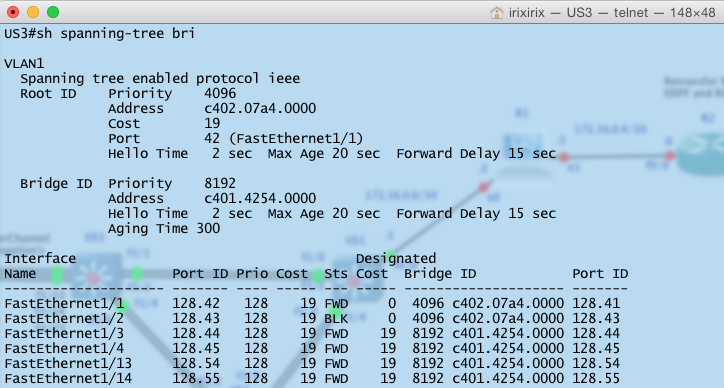 irixirix — US3 — telnet — 148×48
US3#sh spanning-tree bri
VLAN1
  Spanning tree enabled protocol ieee
  Root ID    Priority    4096
             Address     c402.07a4.0000
             Cost        19
             Port        42 (FastEthernet1/1)
             Hello Time   2 sec  Max Age 20 sec  Forward Delay 15 sec
  Bridge ID  Priority    8192
             Address     c401.4254.0000
             Hello Time   2 sec  Max Age 20 sec  Forward Delay 15 sec
             Aging Time 300
Interface                                   Designated
Name                 Port ID Prio Cost  Sts Cost  Bridge ID            Port ID
-------------------- ------- ---- ----- --- ----- -------------------- -------
FastEthernet1/1      128.42   128    19 FWD     0  4096 c402.07a4.0000 128.41
FastEthernet1/2      128.43   128    19 BLK     0  4096 c402.07a4.0000 128.43
FastEthernet1/3      128.44   128    19 FWD    19  8192 c401.4254.0000 128.44
FastEthernet1/4      128.45   128    19 FWD    19  8192 c401.4254.0000 128.45
FastEthernet1/13     128.54   128    19 FWD    19  8192 c401.4254.0000 128.54
FastEthernet1/14     128.55   128    19 FWD    19  8192 c401.4254.0000 128.55